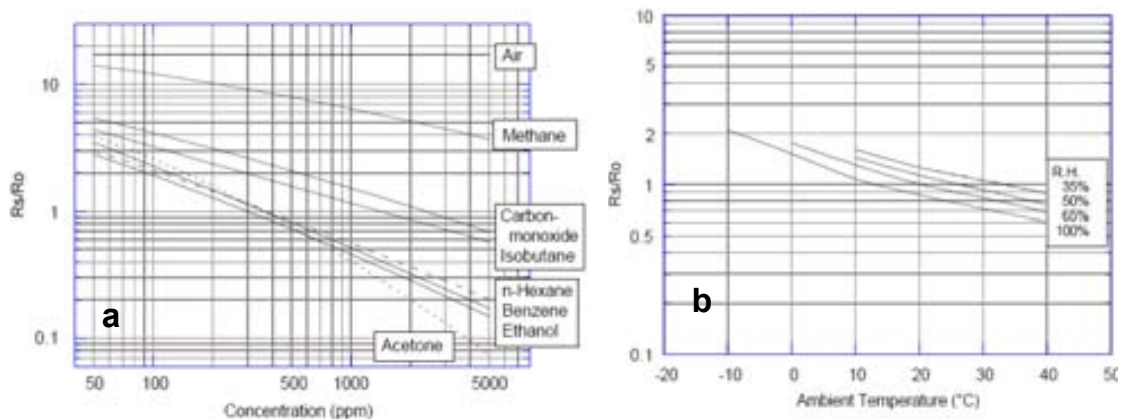 Rs/Ro
10
1
0.1
Air
Methane
Carbon-
monoxide
Isobutane
n-Hexane
Benzene
Ethanol
Acetone
a
50
100
500
1000
5000
Concentration (ppm)
Rs/Ro
10
5
2
1
0.5
0.1
R.H.
35%
50%
65%
100%
b
-20
-10
0
10
20
30
40
50
Ambient Temperature (°C)